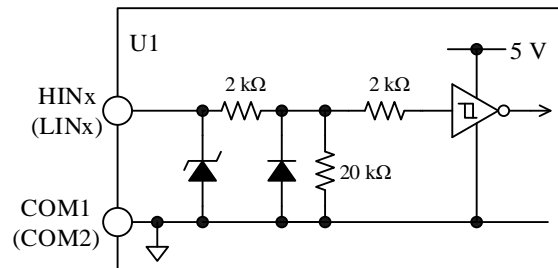 U1
5 V
2 kΩ
2 kΩ
HINx
(LINx)
20 kΩ
COM1
(COM2)